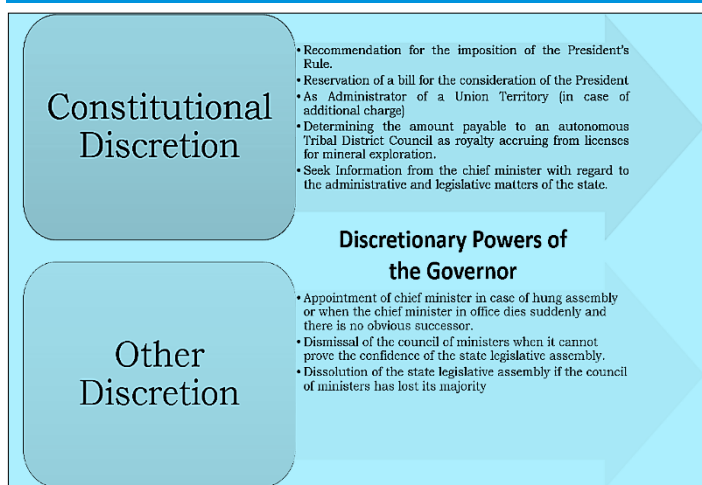 Constitutional
Discretion
• Recommendation for the imposition of the President's
Rule.
• Reservation of a bill for the consideration of the President
• As Administrator of a Union Territory (in case of
additional charge)
• Determining the amount payable to an autonomous
Tribal District Council as royalty accruing from licenses
for mineral exploration.
• Seek Information from the chief minister with regard to
the administrative and legislative matters of the state.
Discretionary Powers of
the Governor
Other
Discretion
• Appointment of chief minister in case of hung assembly
or when the chief minister in office dies suddenly and
there is no obvious successor.
• Dismissal of the council of ministers when it cannot
prove the confidence of the state legislative assembly.
• Dissolution of the state legislative assembly if the council
of ministers has lost its majority